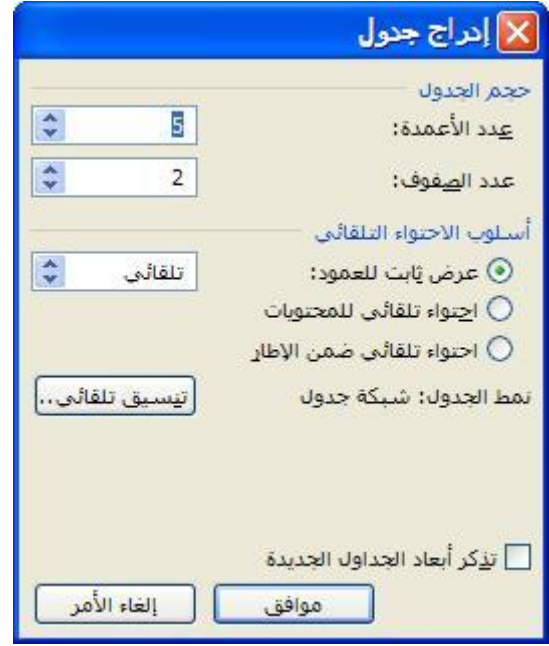 إدراج جدول
حجم الجدول
عدد الأعمدة: 5
عدد الصفوف: 2
أسلوب الاحتواء التلقائي
عرض ثابت للعمود: تلقائي
احتواء تلقائي للمحتويات
احتواء تلقائي ضمن الإطار
نمط الجدول: شبكة جدول تنسيق تلقائي..
تذكر أبعاد الجداول الجديدة
موافق إلغاء الأمر